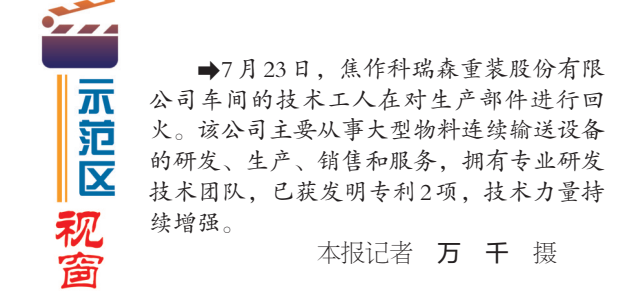 示范区
视窗
➡7月23日，焦作科瑞森重装股份有限
公司车间的技术工人在对生产部件进行回
火。该公司主要从事大型物料连续输送设备
的研发、生产、销售和服务，拥有专业研发
技术团队，已获发明专利2项，技术力量持
续增强。
本报记者 万 千 摄